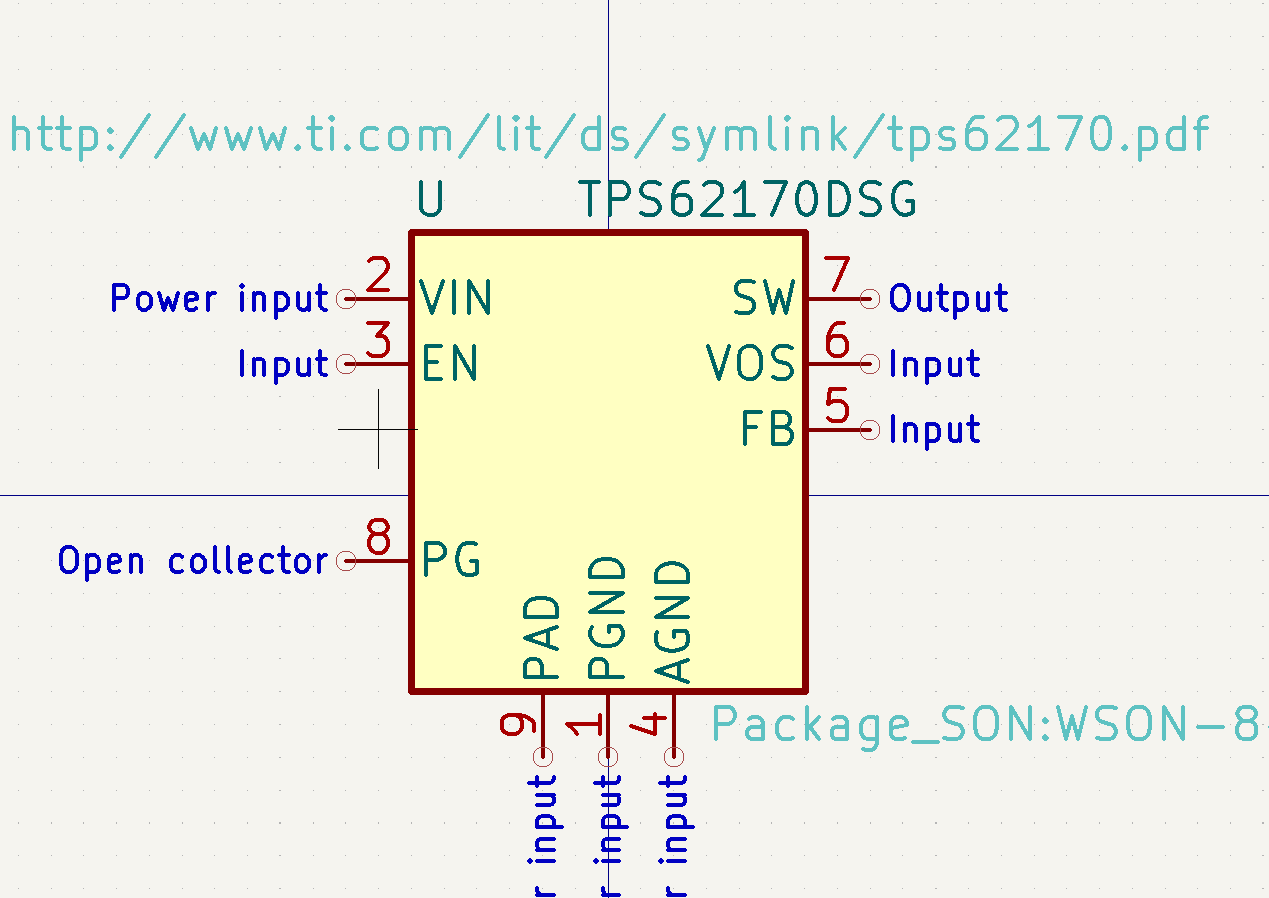 http://www.ti.com/lit/ds/symlink/tps62170.pdf
U TPS62170DSG
Power input 2 VIN SW 7 Output
Input 3 EN VOS 6 Input
FB 5 Input
Open collector 8 PG
PAD PGND AGND
9 1 4
Package_SON:WSON-8
r input r input r input